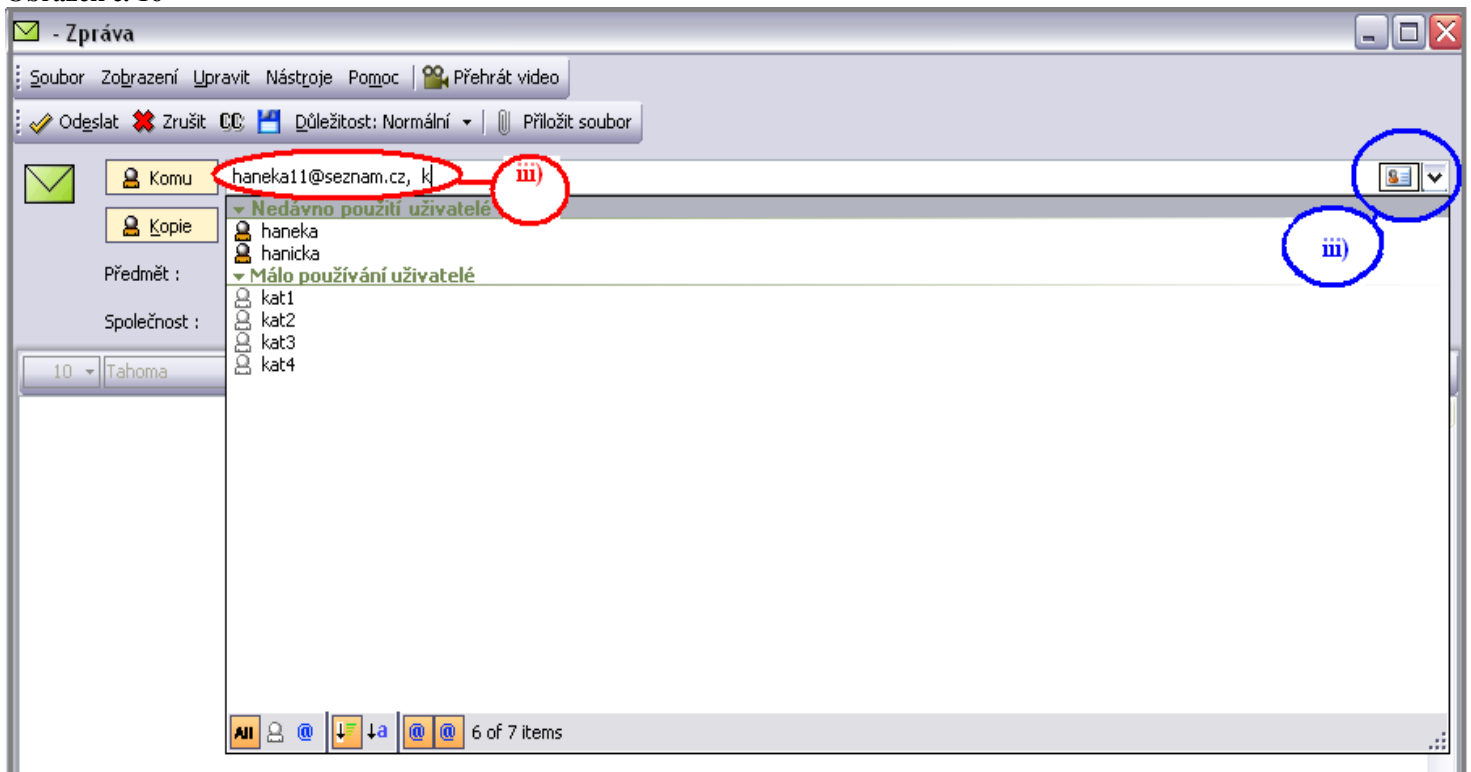 - Zpráva
Soubor Zobrazení Upravit Nástroje Pomoc Přehrát video
Odeslat Zrušit CC Důležitost: Normální Přiložit soubor
Komu haneka11@seznam.cz, k iii)
Nedávno použití uživatelé
Kopie haneka
hanicka
iii)
Předmět : Málo používání uživatelé
kat1
Společnost : kat2
kat3
10 Tahoma kat4
All @ a @ @ 6 of 7 items